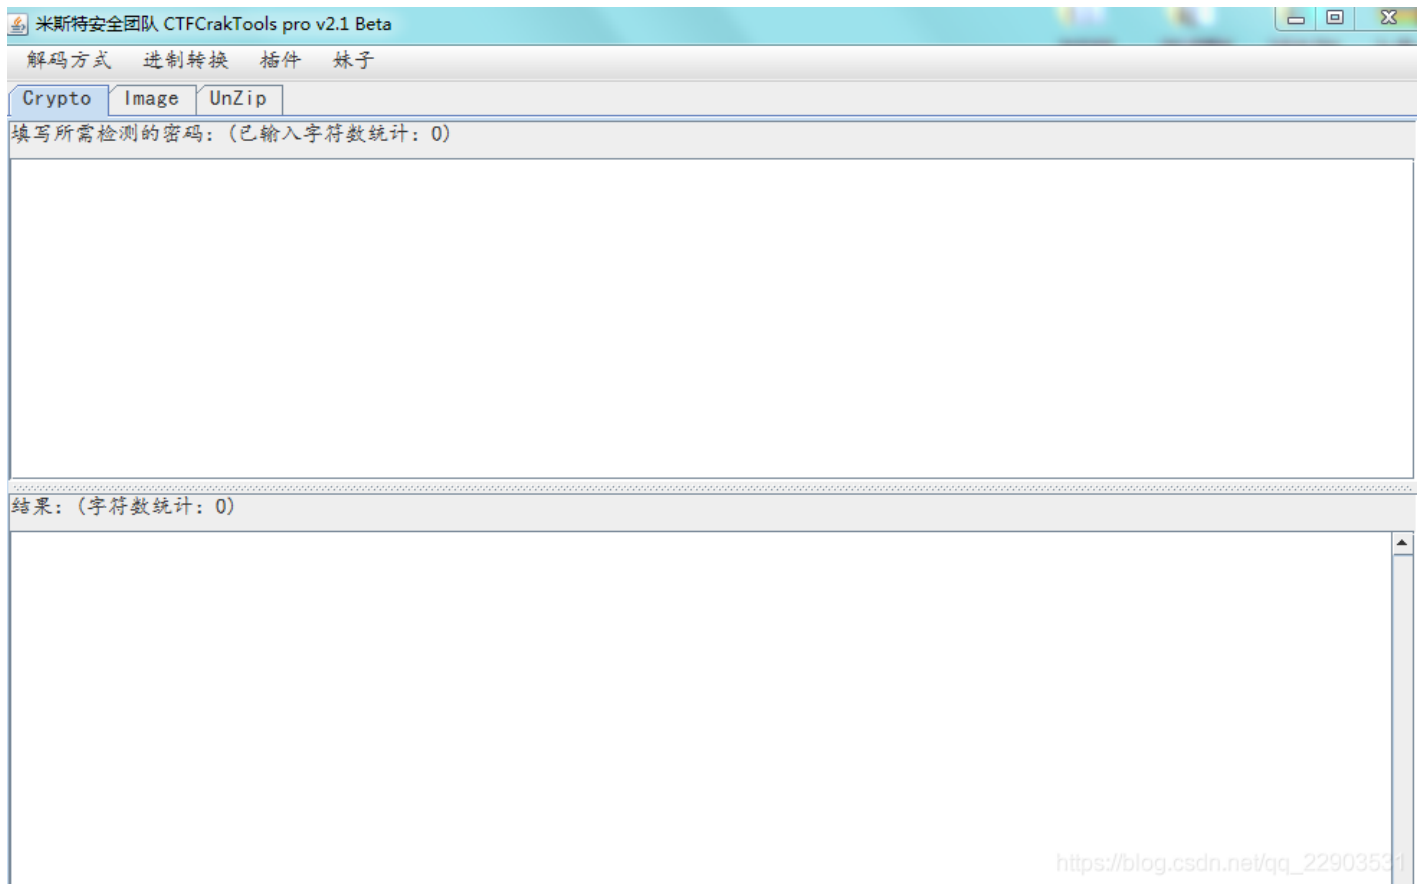 米斯特安全团队 CTFCrakTools pro v2.1 Beta
解码方式 进制转换 插件 妹子
Crypto Image UnZip
填写所需检测的密码：(已输入字符数统计：0)
结果：(字符数统计：0)
https://blog.csdn.net/qq_22903531